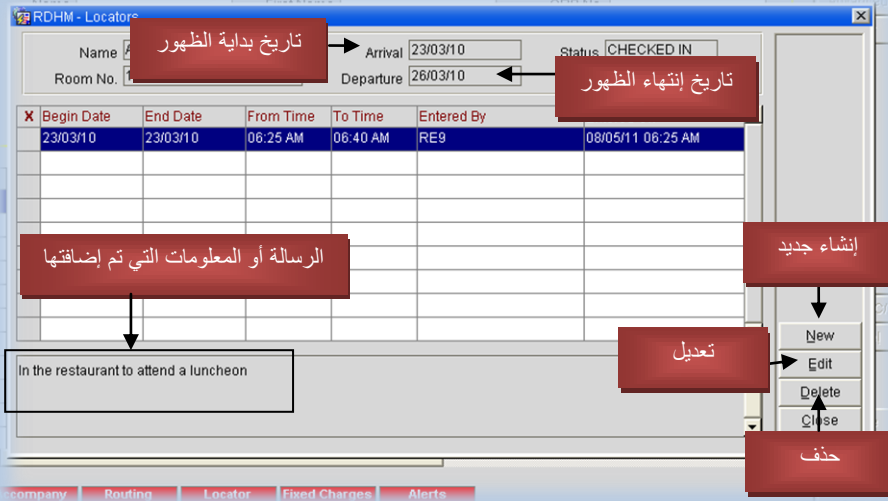 RDHM - Locators
Name
تاريخ بداية الظهور
Arrival 23/03/10
Status CHECKED IN
Room No.
Departure 26/03/10
تاريخ إنتهاء الظهور
X Begin Date End Date From Time To Time Entered By
23/03/10 23/03/10 06:25 AM 06:40 AM RE9 08/05/11 06:25 AM
الرسالة أو المعلومات التي تم إضافتها
إنشاء جديد
New
تعديل
Edit
In the restaurant to attend a luncheon
Delete
Close
حذف
Routing Locator Fixed Charges Alerts